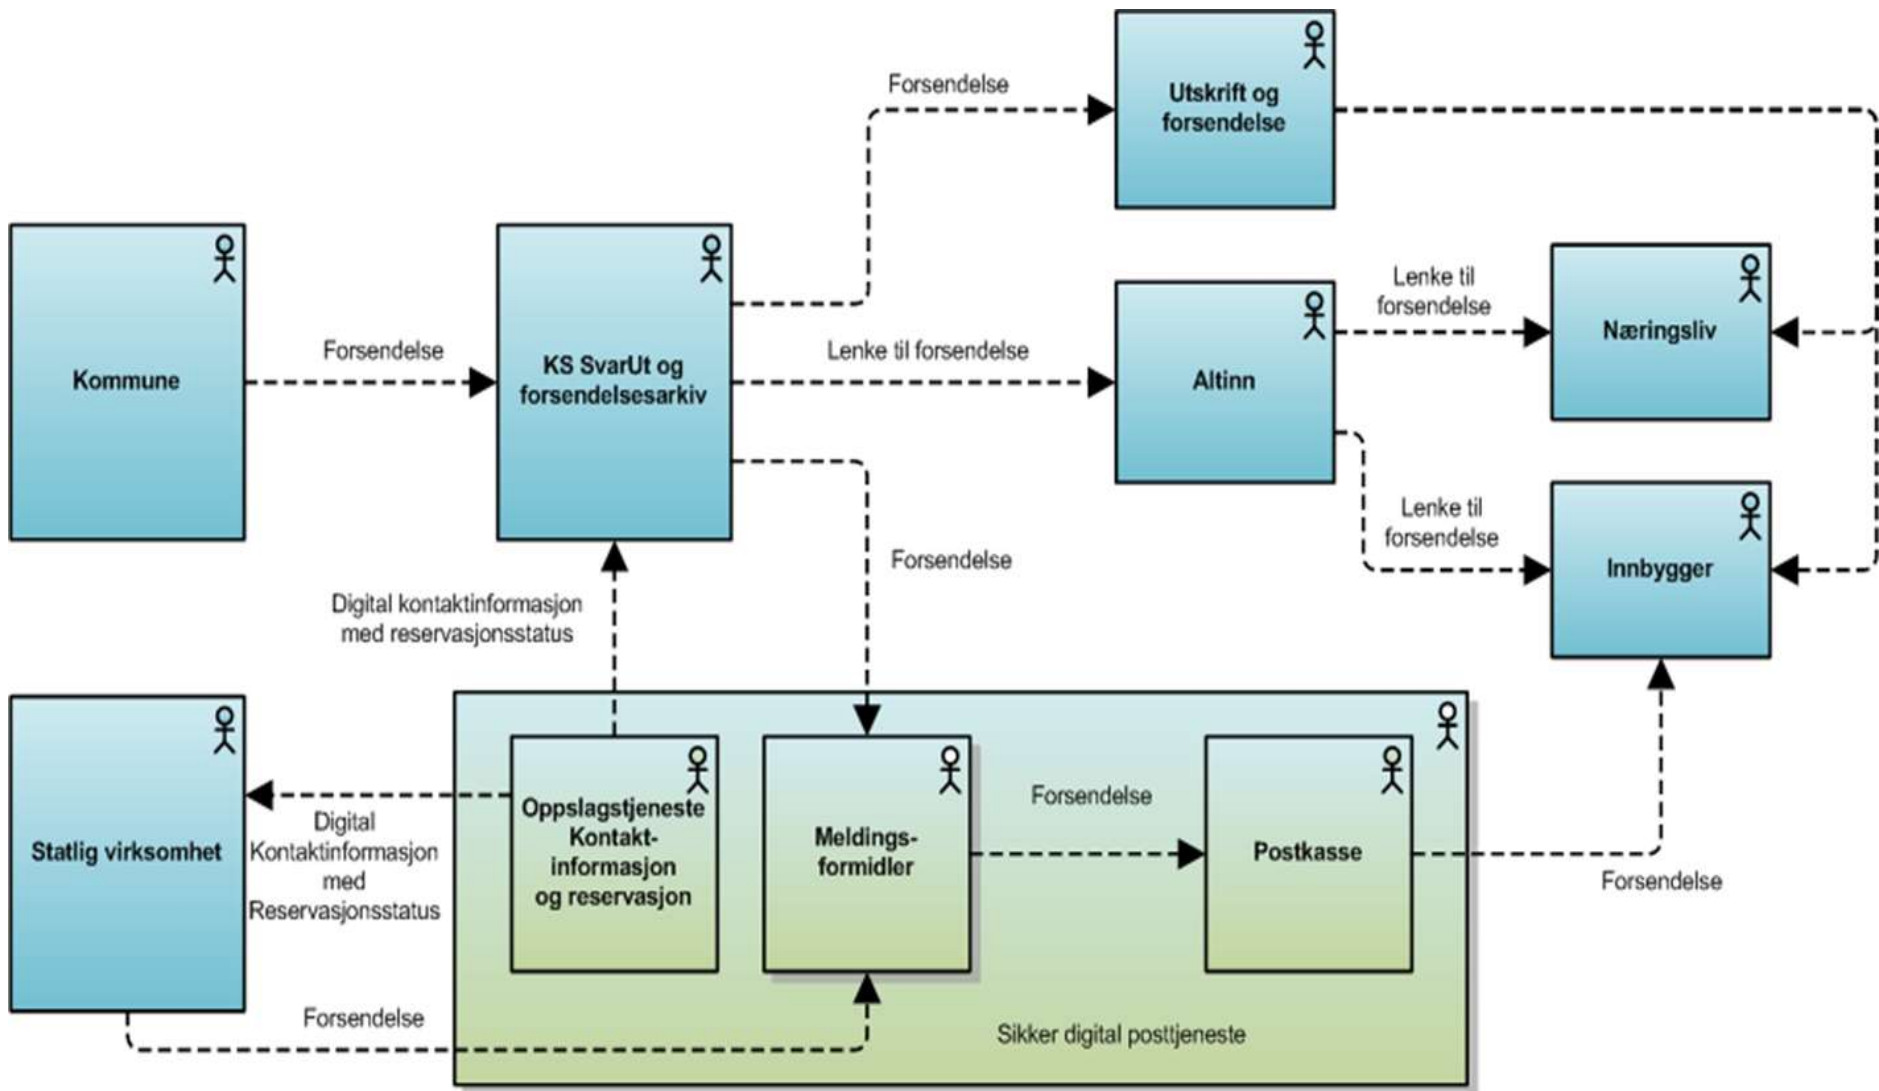 Forsendelse
Utskrift og
forsendelse
Kommune
Forsendelse
KS SvarUt og
forsendelsesarkiv
Lenke til forsendelse
Altinn
Lenke til
forsendelse
Næringsliv
Lenke til
forsendelse
Innbygger
Forsendelse
Digital kontaktinformasjon
med reservasjonsstatus
Statlig virksomhet
Digital
Kontaktinformasjon
med
Reservasjonsstatus
Oppslagstjeneste
Kontakt-
informasjon
og reservasjon
Meldings-
formidler
Forsendelse
Postkasse
Forsendelse
Forsendelse
Sikker digital posttjeneste